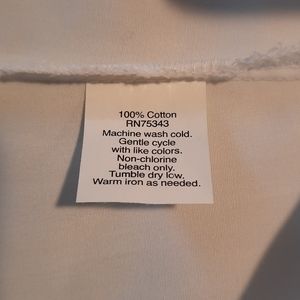 100% Cotton
RN75343
Machine wash cold.
Gentle cycle
with like colors.
Non-chlorine
bleach only.
Tumble dry low.
Warm iron as needed.